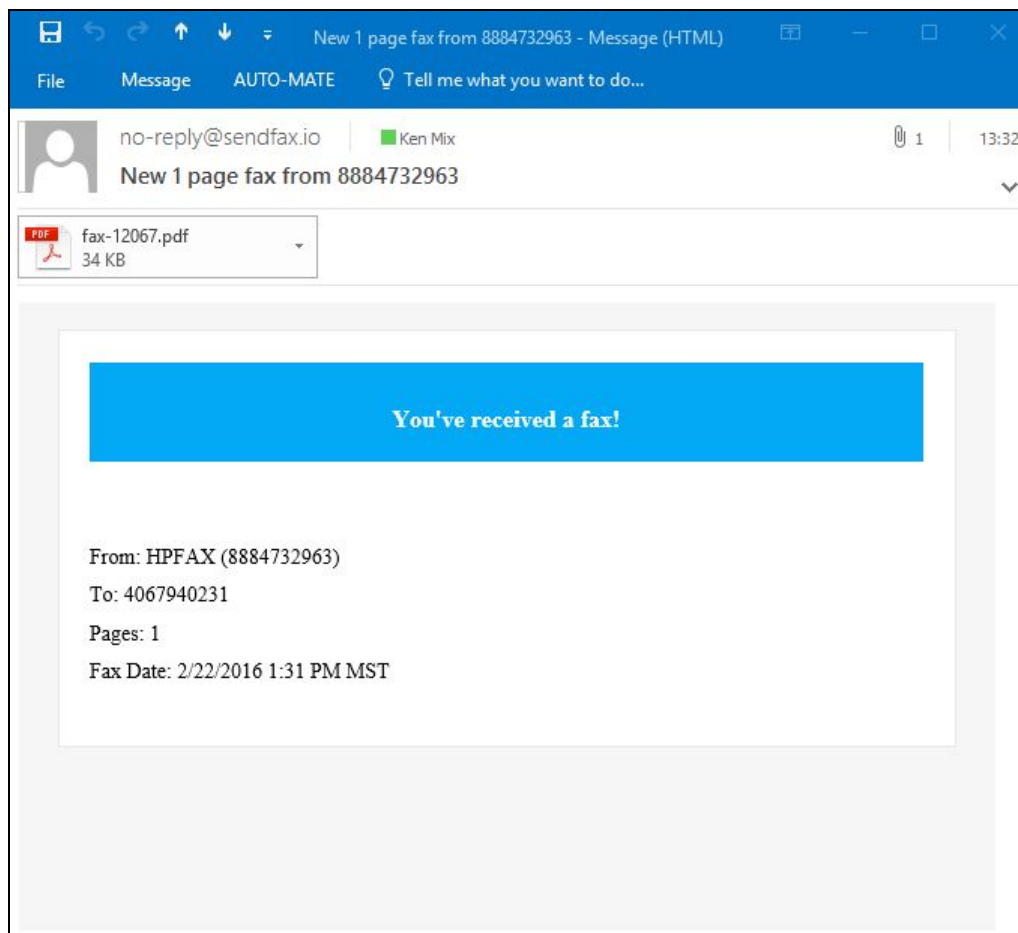 New 1 page fax from 8884732963 - Message (HTML)
File Message AUTO-MATE Tell me what you want to do...
no-reply@sendfax.io Ken Mix 1 13:32
New 1 page fax from 8884732963
PDF
fax-12067.pdf
34 KB
You've received a fax!
From: HPFAX (8884732963)
To: 4067940231
Pages: 1
Fax Date: 2/22/2016 1:31 PM MST